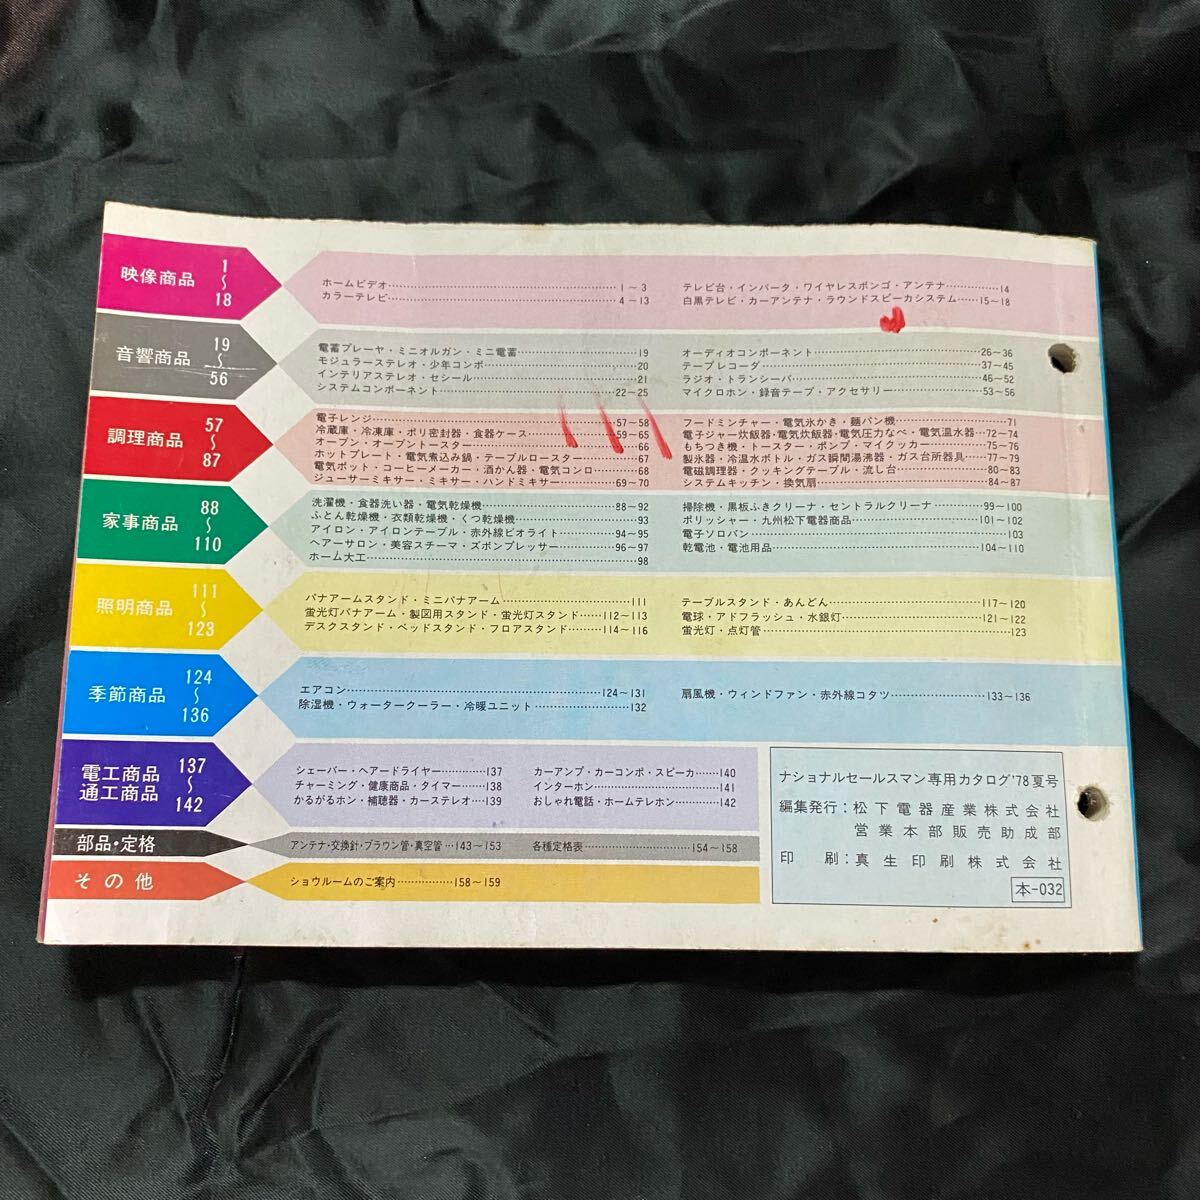 映像商品 1～18
ホームビデオ 1～3
カラーテレビ 4～13
テレビ台・インバータ・ワイヤレスポンゴ・アンテナ 14
白黒テレビ・カーアンテナ・ラウンドスピーカシステム 15～18
音響商品 19～56
電蓄プレーヤ・ミニオルガン・ミニ電蓄 19
モジュラーステレオ・少年コンポ 20
インテリアステレオ・セシール 21
システムコンポーネント 22～25
オーディオコンポーネント 26～36
テープレコーダ 37～45
ラジオ・トランシーバ 46～52
マイクロホン・録音テープ・アクセサリー 53～56
調理商品 57～87
電子レンジ 57～58
冷蔵庫・冷凍庫・ポリ密封器・食器ケース 59～65
オーブン・オーブントースター 66
ホットプレート・電気煮込み鍋・テーブルロースター 67
電気ポット・コーヒーメーカー・酒かん器・電気コンロ 68
ジューサーミキサー・ミキサー・ハンドミキサー 69～70
フードミンチャー・電気氷かき・麵パン機 71
電子ジャー炊飯器・電気炊飯器・電気圧力なべ・電気温水器 72～74
もちつき機・トースター・ポンプ・マイタッカー 75～76
製氷器・冷温水ボトル・ガス瞬間湯沸器・ガス台所器具 77～79
電磁調理器・クッキングテーブル・流し台 80～83
システムキッチン・換気扇 84～87
家事商品 88～110
洗濯機・食器洗い器・電気乾燥機 88～92
ふとん乾燥機・衣類乾燥機・くつ乾燥機 93
アイロン・アイロンテーブル・赤外線ビオライト 94～95
ヘアーサロン・美容スチーマ・ズボンプレッサー 96～97
ホーム大工 98
掃除機・黒板ふきクリーナ・セントラルクリーナ 99～100
ポリッシャー・九州松下電器商品 101～102
電子ソロバン 103
乾電池・電池用品 104～110
照明商品 111～123
パナアームスタンド・ミニパナアーム 111
蛍光灯パナアーム・製図用スタンド・蛍光灯スタンド 112～113
デスクスタンド・ベッドスタンド・フロアスタンド 114～116
テーブルスタンド・あんどん 117～120
電球・アドフラッシュ・水銀灯 121～122
蛍光灯・点灯管 123
季節商品 124～136
エアコン 124～131
除湿機・ウォータークーラー・冷暖ユニット 132
扇風機・ウィンドファン・赤外線コタツ 133～136
電工商品 通工商品 137～142
シェーバー・ヘアードライヤー 137
チャーミング・健康商品・タイマー 138
かるがるホン・補聴器・カーステレオ 139
カーアンプ・カーコンポ・スピーカ 140
インターホン 141
おしゃれ電話・ホームテレホン 142
部品・定格
アンテナ・交換針・ブラウン管・真空管 143～153
各種定格表 154～158
その他
ショウルームのご案内 158～159
ナショナルセールスマン専用カタログ'78夏号
編集発行：松下電器産業株式会社
営業本部販売助成部
印　刷：真生印刷株式会社
本-032